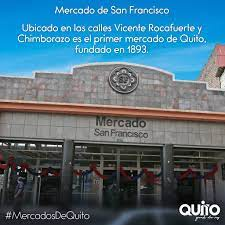 Mercado de San Francisco
Ubicado en las calles Vicente Rocafuerte y
Chimborazo es el primer mercado de Quito,
fundado en 1893.
Mercado
San Francisco
#MercadosDeQuito
QUITO